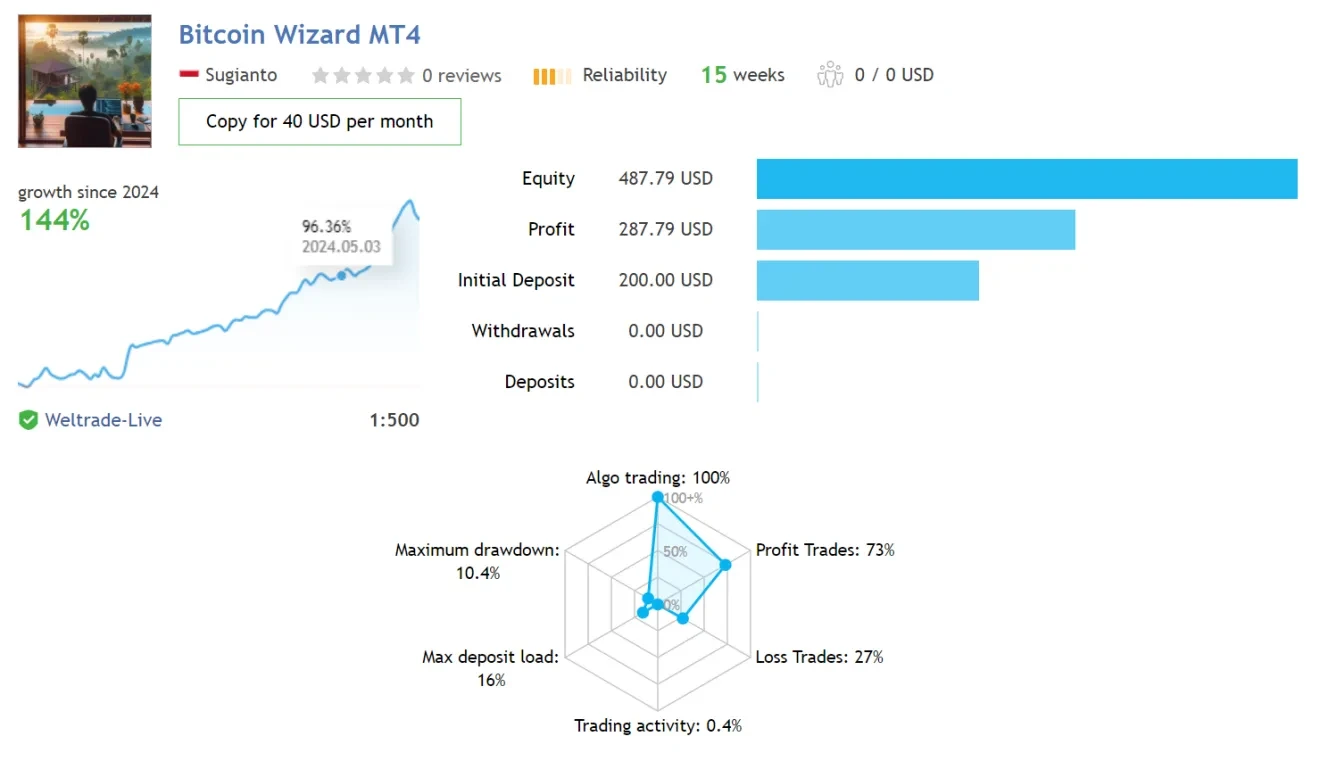 Bitcoin Wizard MT4
Sugianto 0 reviews Reliability 15 weeks 0 / 0 USD
Copy for 40 USD per month
growth since 2024
144%
96.36%
2024.05.03
Weltrade-Live 1:500
Equity 487.79 USD
Profit 287.79 USD
Initial Deposit 200.00 USD
Withdrawals 0.00 USD
Deposits 0.00 USD
Algo trading: 100%
100+%
Maximum drawdown:
10.4%
50%
Profit Trades: 73%
0%
Max deposit load:
16%
Loss Trades: 27%
Trading activity: 0.4%